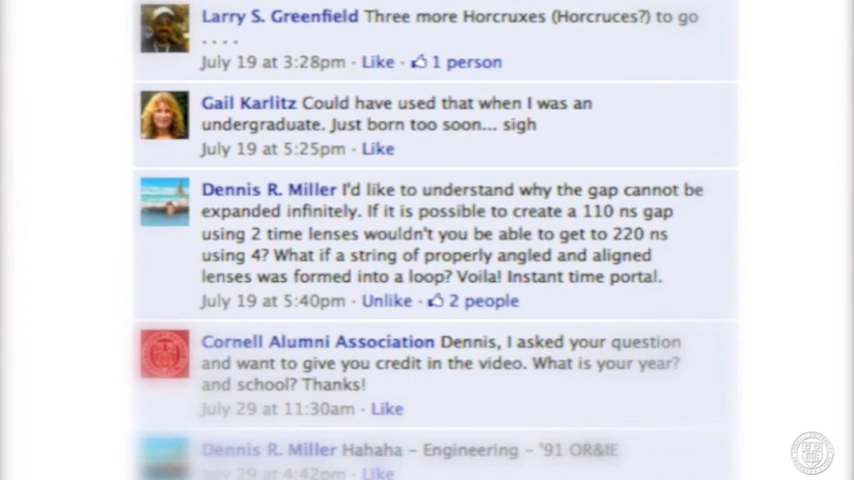 Larry S. Greenfield Three more Horcruxes (Horcruces?) to go
. . . .
July 19 at 3:28pm · Like · 1 person
Gail Karlitz Could have used that when I was an
undergraduate. Just born too soon... sigh
July 19 at 5:25pm · Like
Dennis R. Miller I'd like to understand why the gap cannot be
expanded infinitely. If it is possible to create a 110 ns gap
using 2 time lenses wouldn't you be able to get to 220 ns
using 4? What if a string of properly angled and aligned
lenses was formed into a loop? Voila! Instant time portal.
July 19 at 5:40pm · Unlike · 2 people
Cornell Alumni Association Dennis, I asked your question
and want to give you credit in the video. What is your year?
and school? Thanks!
July 29 at 11:30am · Like
Dennis R. Miller Hahaha - Engineering - '91 OR&IE
July 29 at 4:42pm · Like